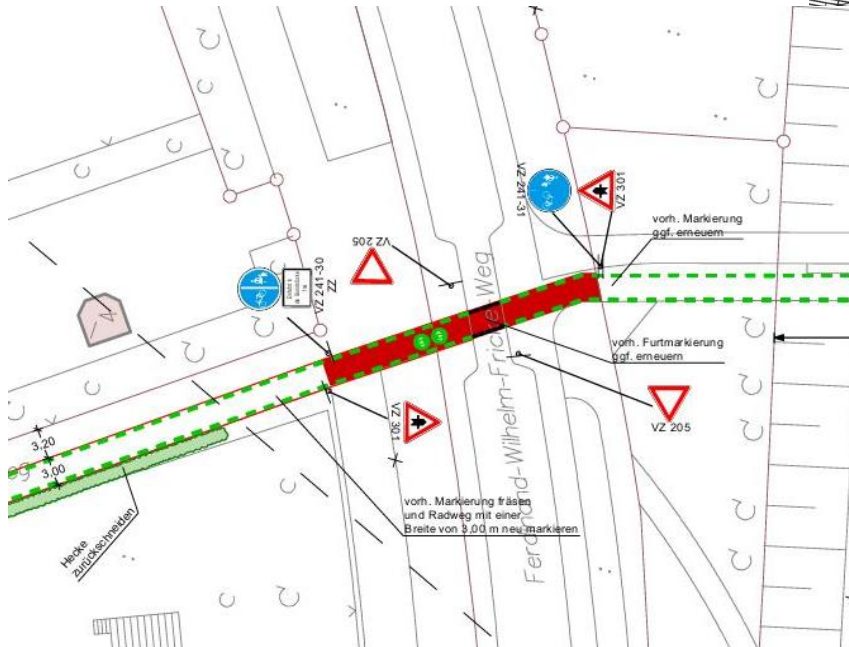 VZ 241-31
VZ 301
vorh. Markierung
ggf. erneuern
VZ 205
VZ 241-30
ZZ
Ferdinand-Wilhelm-Fricke-Weg
vorh. Furtmarkierung
ggf. erneuern
VZ 301
VZ 205
3,20
3,00
vorh. Markierung fräsen
und Radweg mit einer
Breite von 3,00 m neu markieren
Hecke
zurückschneiden
4